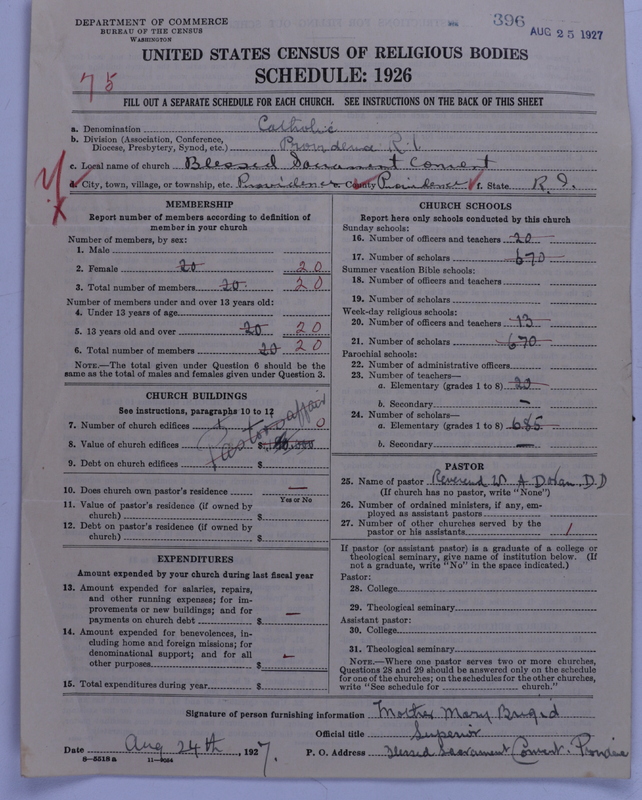 DEPARTMENT OF COMMERCE
BUREAU OF THE CENSUS
WASHINGTON
396
AUG 25 1927
UNITED STATES CENSUS OF RELIGIOUS BODIES
SCHEDULE: 1926
75
FILL OUT A SEPARATE SCHEDULE FOR EACH CHURCH. SEE INSTRUCTIONS ON THE BACK OF THIS SHEET
a. Denomination Catholic
b. Division (Association, Conference, Diocese, Presbytery, Synod, etc.) Providence R.I
c. Local name of church Blessed Sacrament Convent
d. City, town, village, or township, etc. Providence County Providence f. State R.I.
MEMBERSHIP
Report number of members according to definition of
member in your church
Number of members, by sex:
1. Male
2. Female 20 20
3. Total number of members 20 20
Number of members under and over 13 years old:
4. Under 13 years of age
5. 13 years old and over 20 20
6. Total number of members 20 20
NOTE.—The total given under Question 6 should be
the same as the total of males and females given under Question 3.
CHURCH BUILDINGS
See instructions, paragraphs 10 to 12
7. Number of church edifices 0
8. Value of church edifices $
Pastors affair
9. Debt on church edifices $
10. Does church own pastor's residence —
Yes or No
11. Value of pastor's residence (if owned by
church) $
12. Debt on pastor's residence (if owned by
church) $
EXPENDITURES
Amount expended by your church during last fiscal year
13. Amount expended for salaries, repairs,
and other running expenses; for im-
provements or new buildings; and for
payments on church debt $ —
14. Amount expended for benevolences, in-
cluding home and foreign missions; for
denominational support; and for all
other purposes $ —
15. Total expenditures during year $
CHURCH SCHOOLS
Report here only schools conducted by this church
Sunday schools:
16. Number of officers and teachers 20
17. Number of scholars 670
Summer vacation Bible schools:
18. Number of officers and teachers
19. Number of scholars
Week-day religious schools:
20. Number of officers and teachers 13
21. Number of scholars 670
Parochial schools:
22. Number of administrative officers
23. Number of teachers—
a. Elementary (grades 1 to 8) 22
b. Secondary —
24. Number of scholars—
a. Elementary (grades 1 to 8) 685
b. Secondary —
PASTOR
25. Name of pastor Reverend W A Doran, D.D
(If church has no pastor, write "None")
26. Number of ordained ministers, if any, em-
ployed as assistant pastors
27. Number of other churches served by the
pastor or his assistants 1
If pastor (or assistant pastor) is a graduate of a college or
theological seminary, give name of institution below. (If
not a graduate, write "No" in the space indicated.)
Pastor:
28. College
29. Theological seminary
Assistant pastor:
30. College
31. Theological seminary
NOTE.—Where one pastor serves two or more churches,
Questions 28 and 29 should be answered only on the schedule
for one of the churches; on the schedules for the other churches,
write "See schedule for church."
Signature of person furnishing information Mother Mary Brigid
Official title Superior
Date Aug 24th, 1927.
P. O. Address Blessed Sacrament Convent. Providence
8-5518 a 11-9064